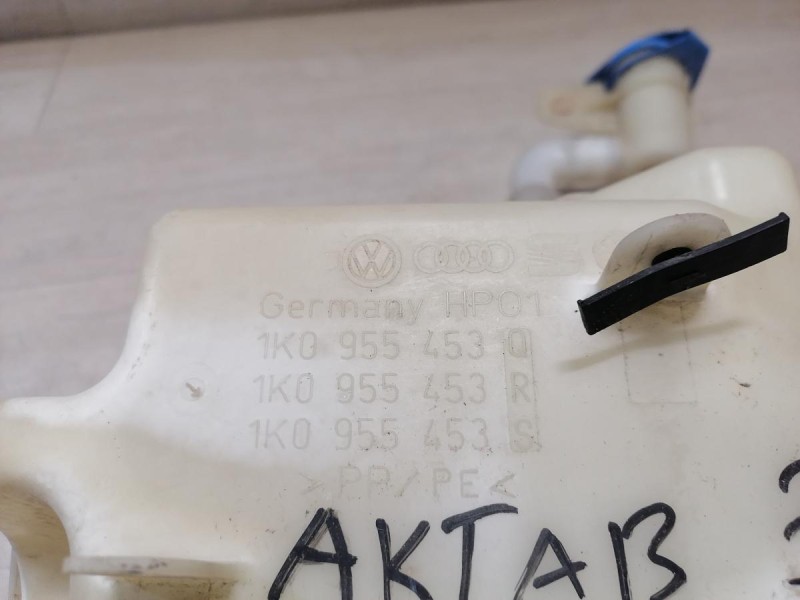 Germany HP01
1K0 955 453 Q
1K0 955 453 R
1K0 955 453 S
>PP/PE<
АКТАВ